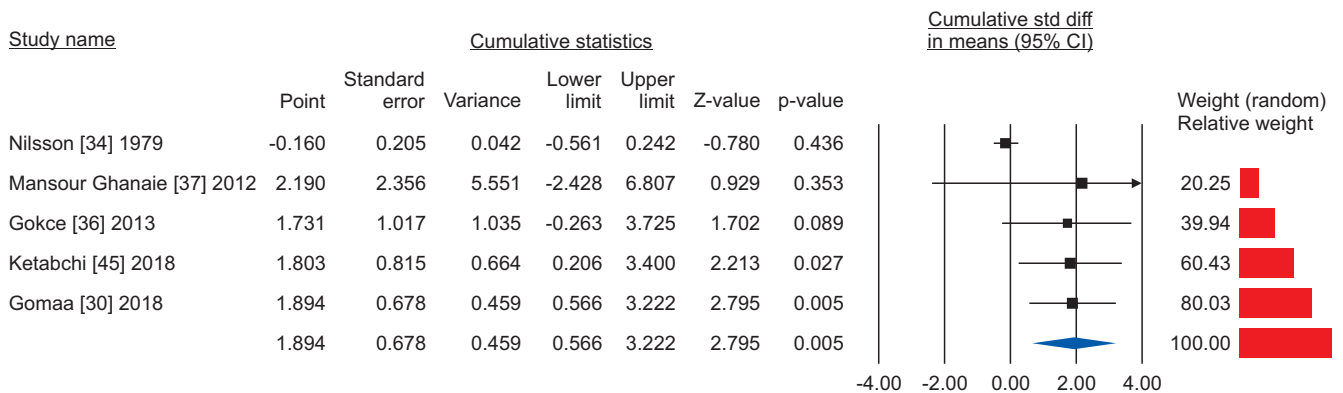 Study name Cumulative statistics Cumulative std diff
in means (95% CI)
Point Standard error Variance Lower limit Upper limit Z-value p-value Weight (random)
Relative weight
Nilsson [34] 1979 -0.160 0.205 0.042 -0.561 0.242 -0.780 0.436
Mansour Ghanaie [37] 2012 2.190 2.356 5.551 -2.428 6.807 0.929 0.353 20.25
Gokce [36] 2013 1.731 1.017 1.035 -0.263 3.725 1.702 0.089 39.94
Ketabchi [45] 2018 1.803 0.815 0.664 0.206 3.400 2.213 0.027 60.43
Gomaa [30] 2018 1.894 0.678 0.459 0.566 3.222 2.795 0.005 80.03
1.894 0.678 0.459 0.566 3.222 2.795 0.005 100.00
-4.00 -2.00 0.00 2.00 4.00